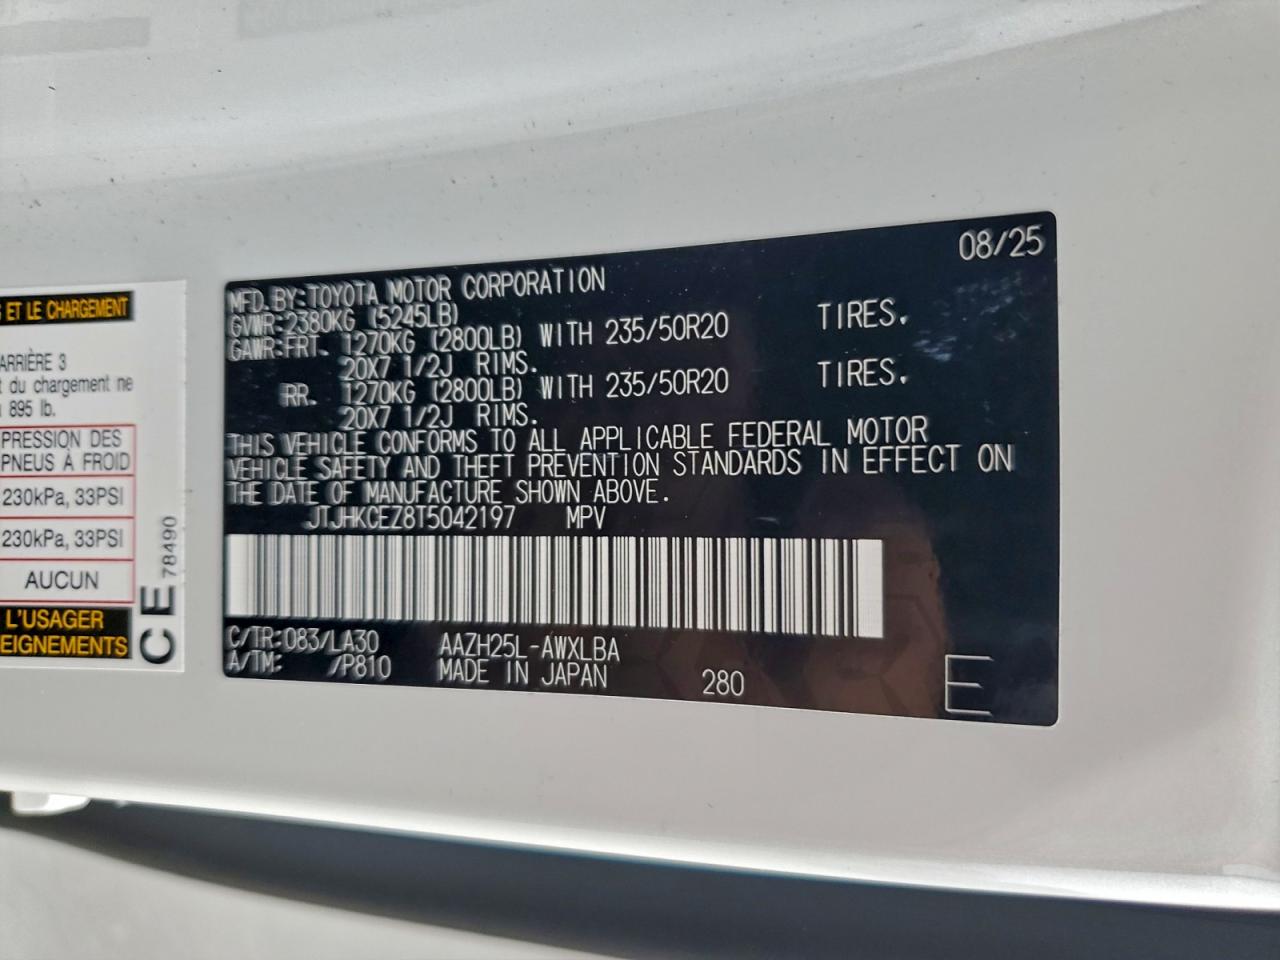 S ET LE CHARGEMENT
ARRIÈRE 3
t du chargement ne
895 lb.
PRESSION DES
PNEUS À FROID
230kPa, 33PSI
230kPa, 33PSI
AUCUN
L'USAGER
EIGNEMENTS
CE
78490
08/25
MFD.BY:TOYOTA MOTOR CORPORATION
GVWR:2380KG (5245LB)
GAWR:FRT. 1270KG (2800LB) WITH 235/50R20 TIRES.
20X7 1/2J RIMS.
RR. 1270KG (2800LB) WITH 235/50R20 TIRES.
20X7 1/2J RIMS.
THIS VEHICLE CONFORMS TO ALL APPLICABLE FEDERAL MOTOR
VEHICLE SAFETY AND THEFT PREVENTION STANDARDS IN EFFECT ON
THE DATE OF MANUFACTURE SHOWN ABOVE.
JTJHKCEZ8T5042197 MPV
C/TR:083/LA30 AAZH25L-AWXLBA
A/TM: /P810 MADE IN JAPAN 280
E